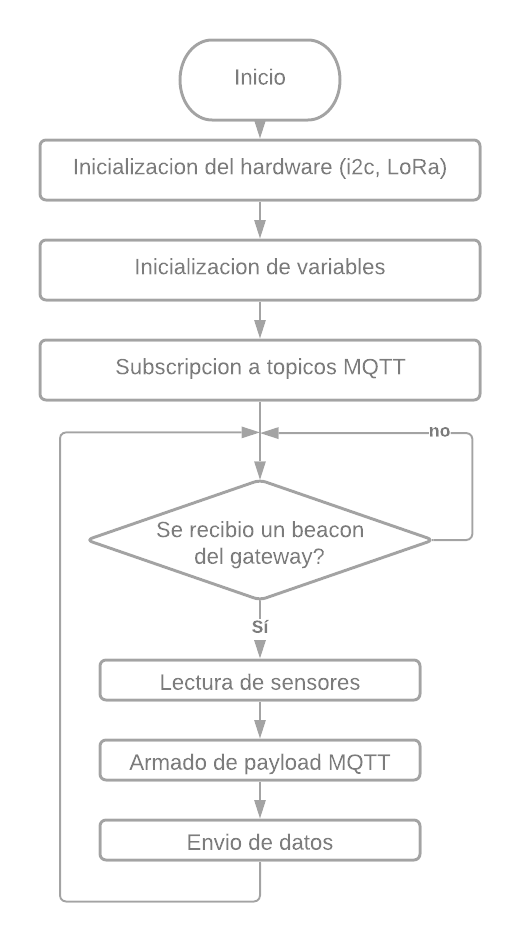 Inicio
Inicializacion del hardware (i2c, LoRa)
Inicializacion de variables
Subscripcion a topicos MQTT
no
Se recibio un beacon
del gateway?
Sí
Lectura de sensores
Armado de payload MQTT
Envio de datos